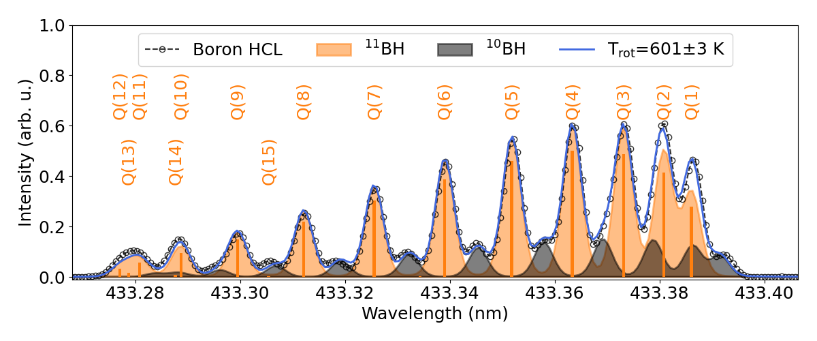 1.0
0.8
0.6
0.4
0.2
0.0
Intensity (arb. u.)
Boron HCL
¹¹BH
¹⁰BH
T_rot=601±3 K
Q(12)
Q(11)
Q(10)
Q(9)
Q(8)
Q(7)
Q(6)
Q(5)
Q(4)
Q(3)
Q(2)
Q(1)
Q(13)
Q(14)
Q(15)
433.28
433.30
433.32
433.34
433.36
433.38
433.40
Wavelength (nm)